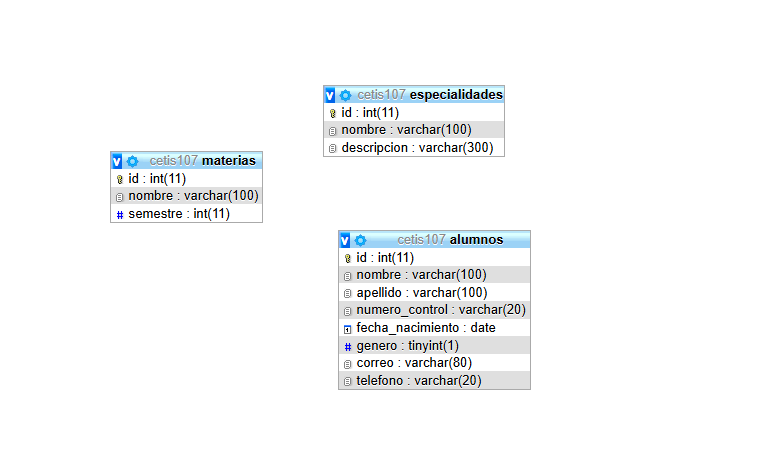 cetis107 especialidades
id : int(11)
nombre : varchar(100)
descripcion : varchar(300)
cetis107 materias
id : int(11)
nombre : varchar(100)
semestre : int(11)
cetis107 alumnos
id : int(11)
nombre : varchar(100)
apellido : varchar(100)
numero_control : varchar(20)
fecha_nacimiento : date
genero : tinyint(1)
correo : varchar(80)
telefono : varchar(20)